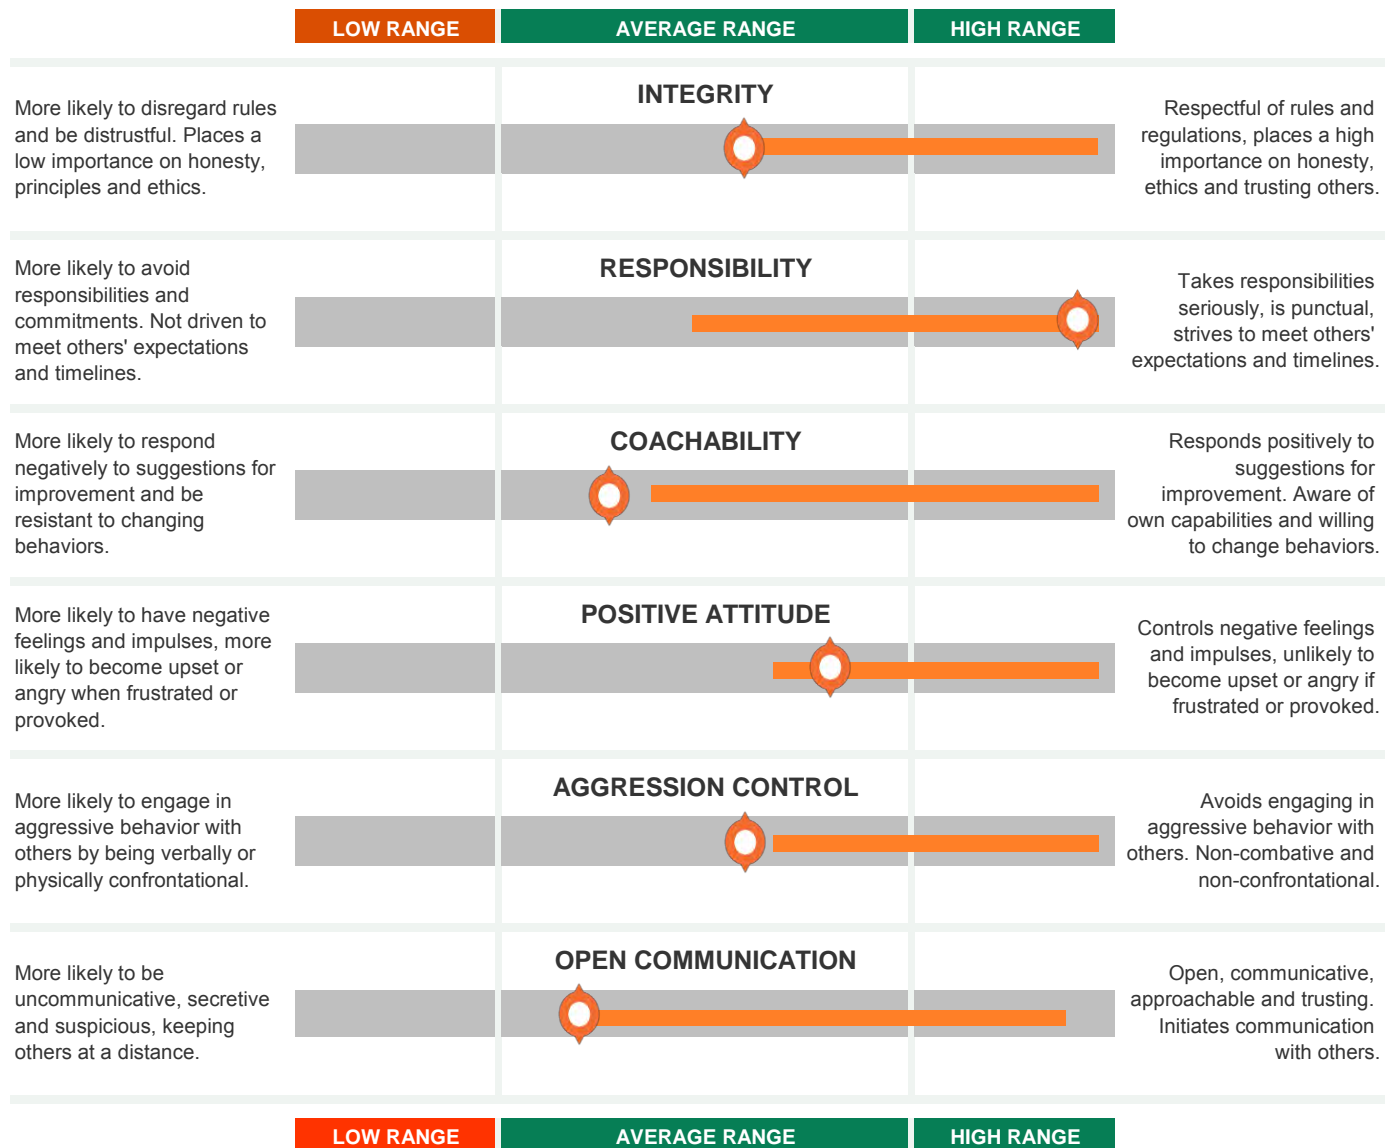 LOW RANGE AVERAGE RANGE HIGH RANGE
INTEGRITY
More likely to disregard rules
and be distrustful. Places a
low importance on honesty,
principles and ethics.
Respectful of rules and
regulations, places a high
importance on honesty,
ethics and trusting others.
RESPONSIBILITY
More likely to avoid
responsibilities and
commitments. Not driven to
meet others' expectations
and timelines.
Takes responsibilities
seriously, is punctual,
strives to meet others'
expectations and timelines.
COACHABILITY
More likely to respond
negatively to suggestions for
improvement and be
resistant to changing
behaviors.
Responds positively to
suggestions for
improvement. Aware of
own capabilities and willing
to change behaviors.
POSITIVE ATTITUDE
More likely to have negative
feelings and impulses, more
likely to become upset or
angry when frustrated or
provoked.
Controls negative feelings
and impulses, unlikely to
become upset or angry if
frustrated or provoked.
AGGRESSION CONTROL
More likely to engage in
aggressive behavior with
others by being verbally or
physically confrontational.
Avoids engaging in
aggressive behavior with
others. Non-combative and
non-confrontational.
OPEN COMMUNICATION
More likely to be
uncommunicative, secretive
and suspicious, keeping
others at a distance.
Open, communicative,
approachable and trusting.
Initiates communication
with others.
LOW RANGE AVERAGE RANGE HIGH RANGE